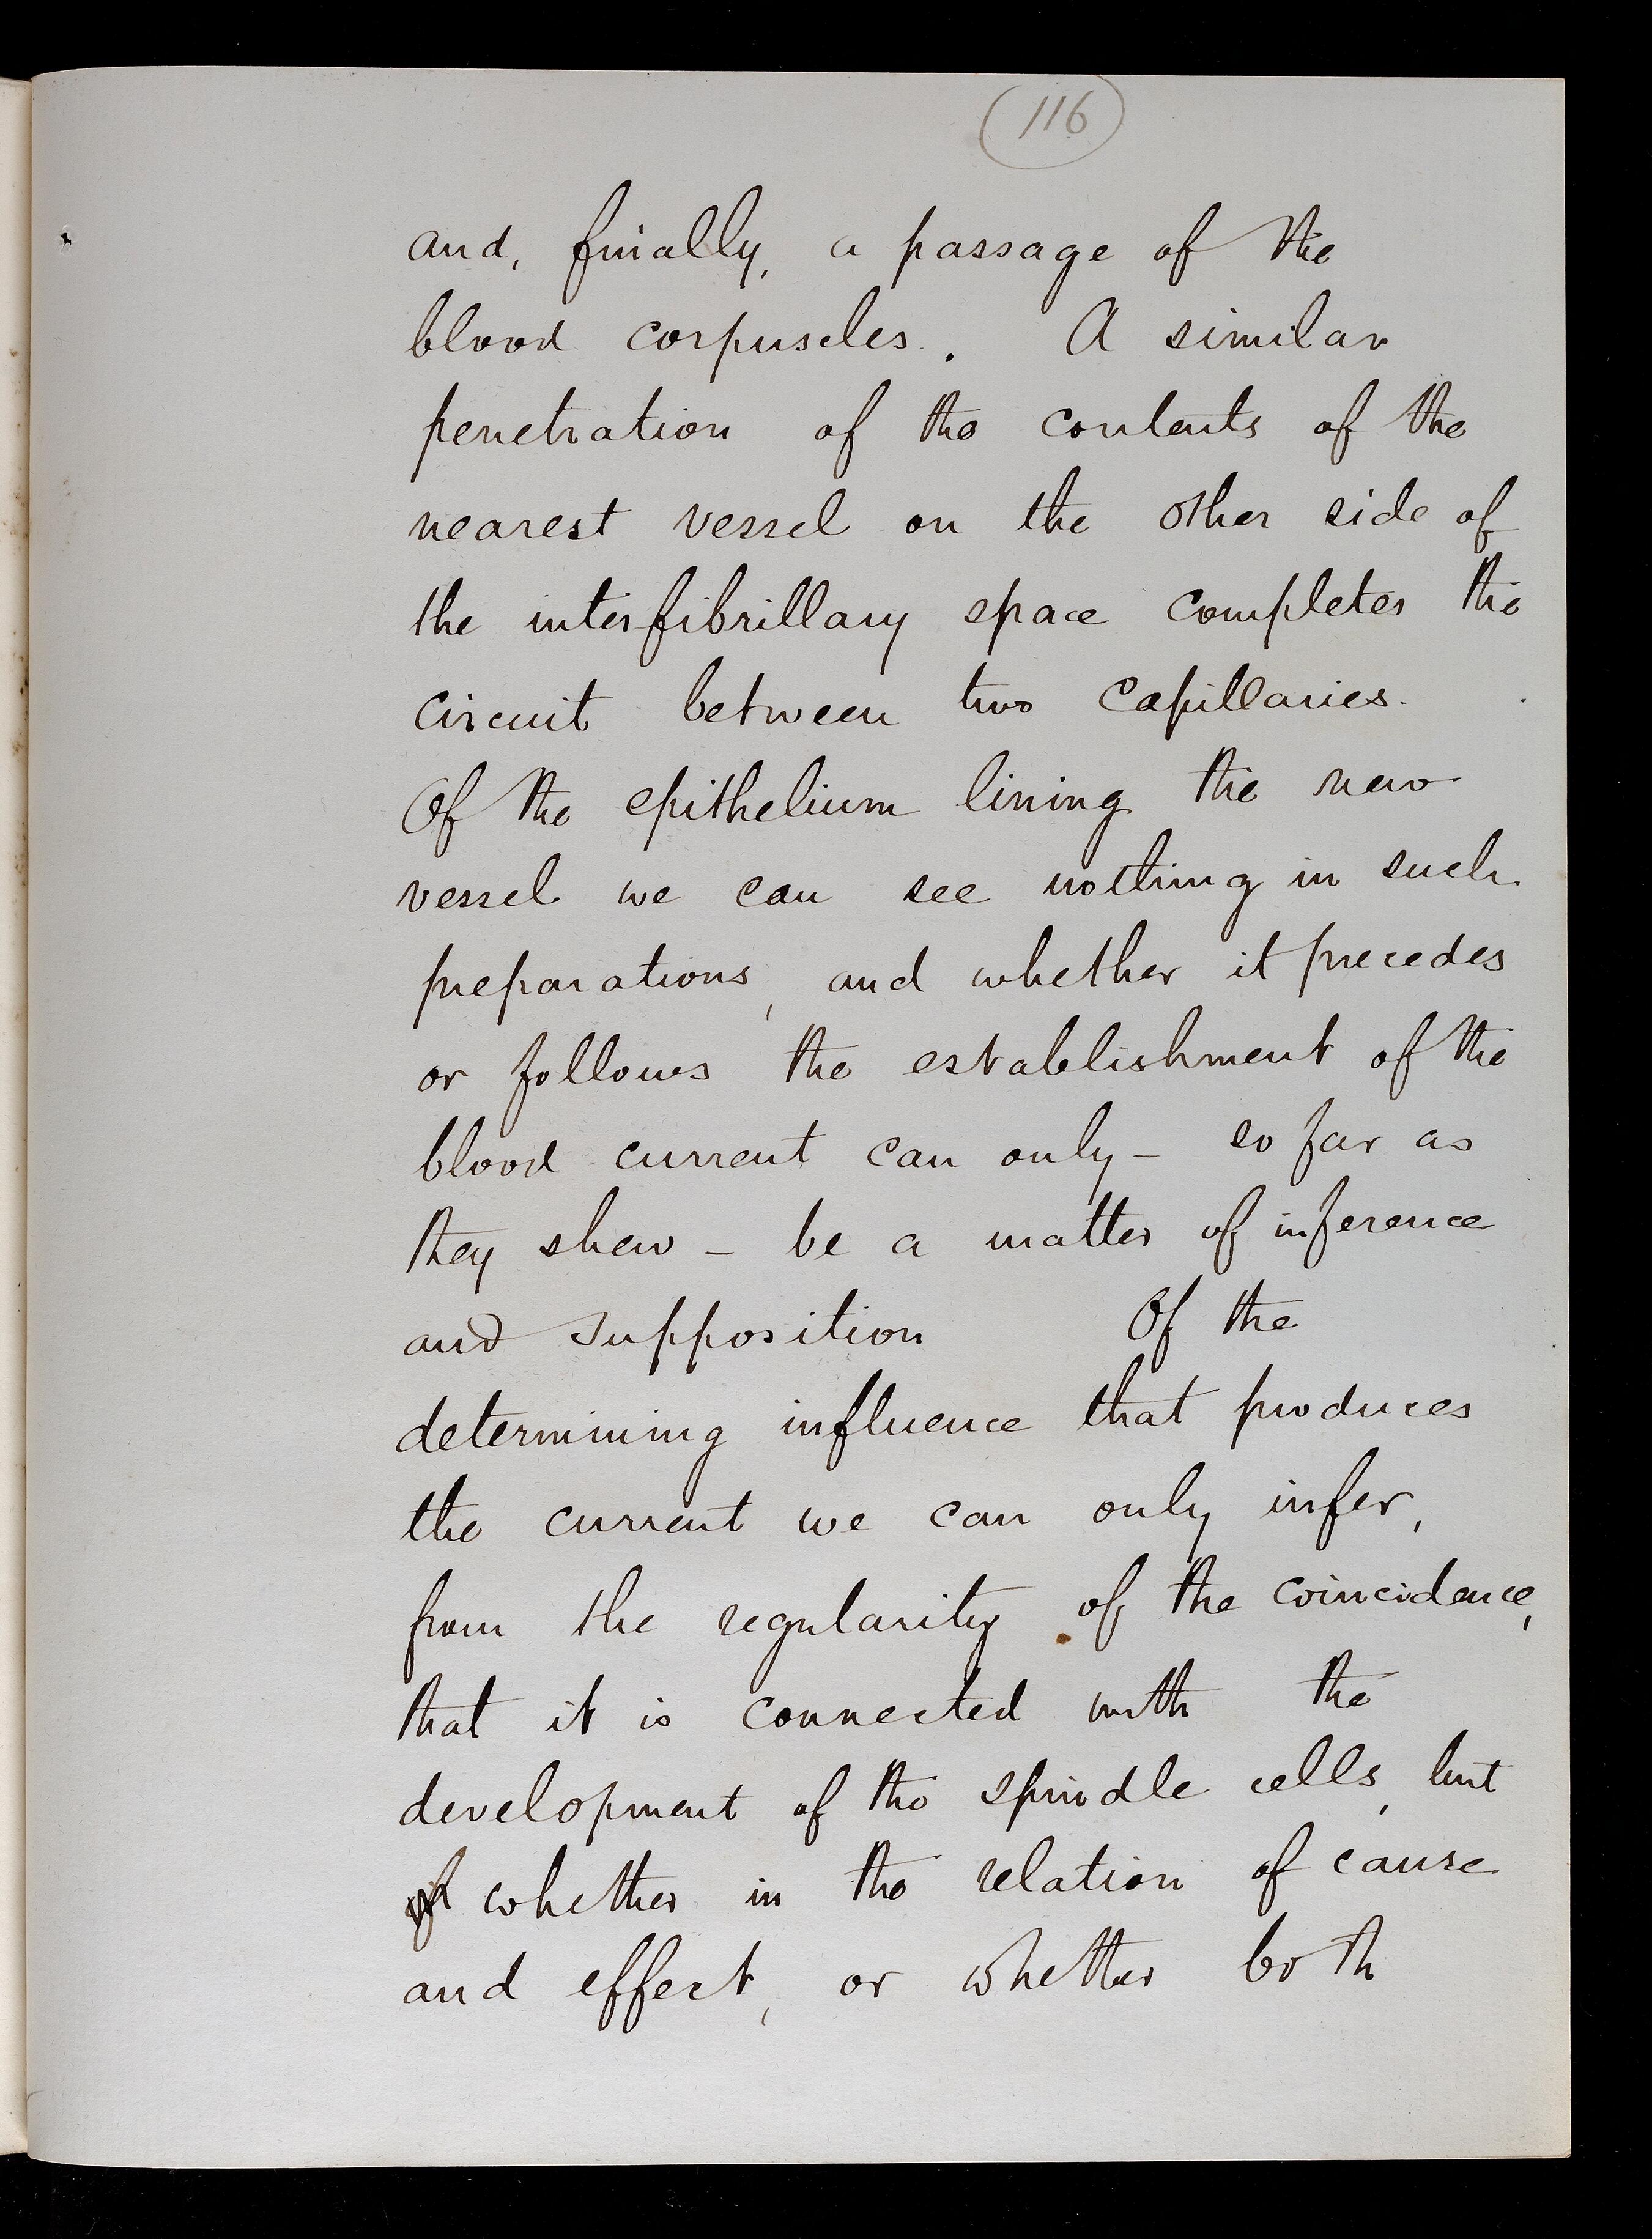 116
and, finally, a passage of the
blood corpuscles. A similar
penetration of the contents of the
nearest vessel on the other side of
the interfibrillary space completes the
circuit between two capillaries.
Of the epithelium lining the new
vessel we can see nothing in such
preparations, and whether it precedes
or follows the establishment of the
blood current can only – so far as
they shew – be a matter of inference
and supposition Of the
determining influence that produces
the current we can only infer,
from the regularity of the coincidence,
that it is connected with the
development of the spindle cells, but
whether in the relation of cause
and effect, or whether both